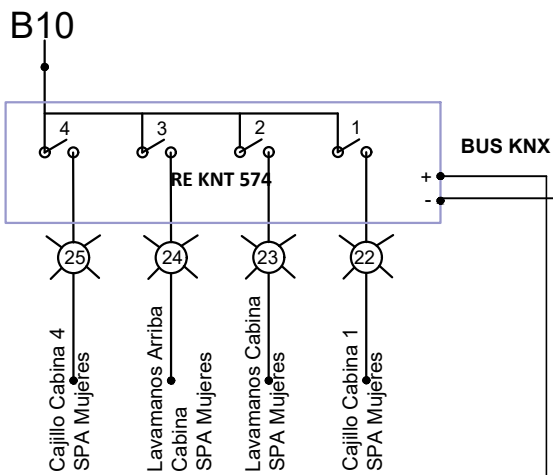 B10
4
3
2
1
BUS KNX
RE KNT 574
+
-
25
24
23
22
Cajillo Cabina 4
SPA Mujeres
Lavamanos Arriba
Cabina
SPA Mujeres
Lavamanos Cabina
SPA Mujeres
Cajillo Cabina 1
SPA Mujeres